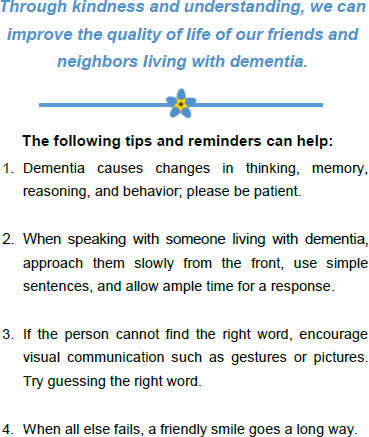 Through kindness and understanding, we can
improve the quality of life of our friends and
neighbors living with dementia.
The following tips and reminders can help:
1. Dementia causes changes in thinking, memory,
reasoning, and behavior; please be patient.
2. When speaking with someone living with dementia,
approach them slowly from the front, use simple
sentences, and allow ample time for a response.
3. If the person cannot find the right word, encourage
visual communication such as gestures or pictures.
Try guessing the right word.
4. When all else fails, a friendly smile goes a long way.